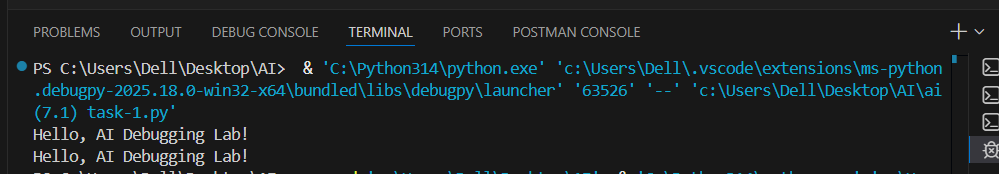 PROBLEMS OUTPUT DEBUG CONSOLE TERMINAL PORTS POSTMAN CONSOLE
PS C:\Users\Dell\Desktop\AI>  & 'C:\Python314\python.exe' 'c:\Users\Dell\.vscode\extensions\ms-python
.debugpy-2025.18.0-win32-x64\bundled\libs\debugpy\launcher' '63526' '--' 'c:\Users\Dell\Desktop\AI\ai
(7.1) task-1.py'
Hello, AI Debugging Lab!
Hello, AI Debugging Lab!